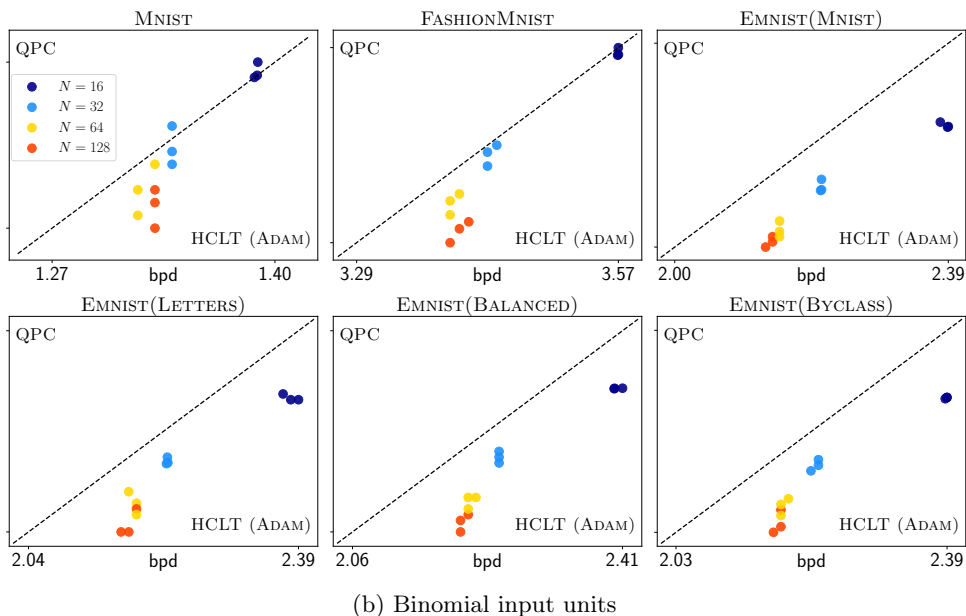 MNIST
FASHIONMNIST
EMNIST(MNIST)
QPC
N = 16
N = 32
N = 64
N = 128
HCLT (ADAM)
1.27
bpd
1.40
QPC
HCLT (ADAM)
3.29
bpd
3.57
QPC
HCLT (ADAM)
2.00
bpd
2.39
EMNIST(LETTERS)
EMNIST(BALANCED)
EMNIST(BYCLASS)
QPC
HCLT (ADAM)
2.04
bpd
2.39
QPC
HCLT (ADAM)
2.06
bpd
2.41
QPC
HCLT (ADAM)
2.03
bpd
2.39
(b) Binomial input units